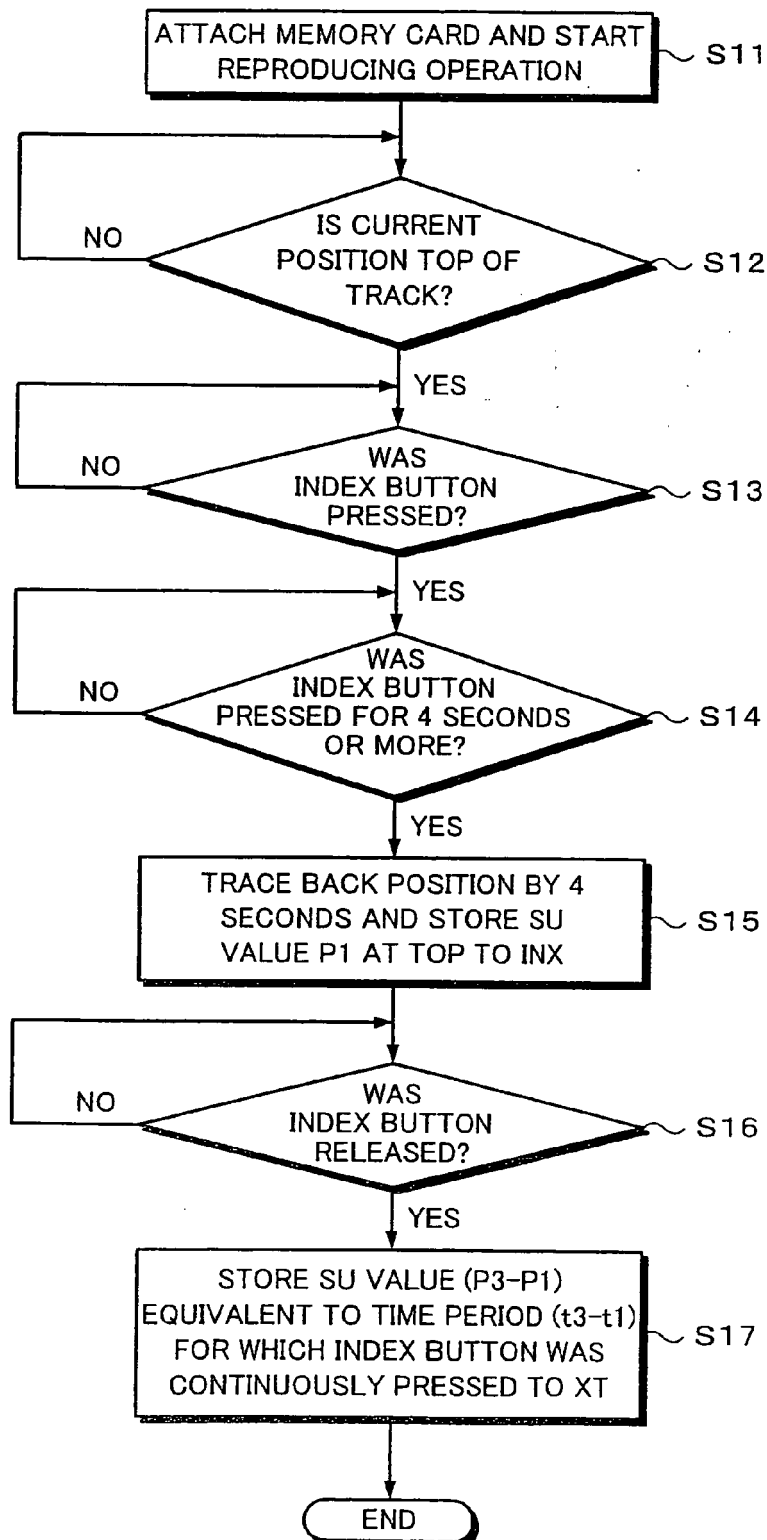 ATTACH MEMORY CARD AND START
REPRODUCING OPERATION
S11
IS CURRENT
POSITION TOP OF
TRACK?
NO
S12
YES
WAS
INDEX BUTTON
PRESSED?
NO
S13
YES
WAS
INDEX BUTTON
PRESSED FOR 4 SECONDS
OR MORE?
NO
S14
YES
TRACE BACK POSITION BY 4
SECONDS AND STORE SU
VALUE P1 AT TOP TO INX
S15
WAS
INDEX BUTTON
RELEASED?
NO
S16
YES
STORE SU VALUE (P3-P1)
EQUIVALENT TO TIME PERIOD (t3-t1)
FOR WHICH INDEX BUTTON WAS
CONTINUOUSLY PRESSED TO XT
S17
END